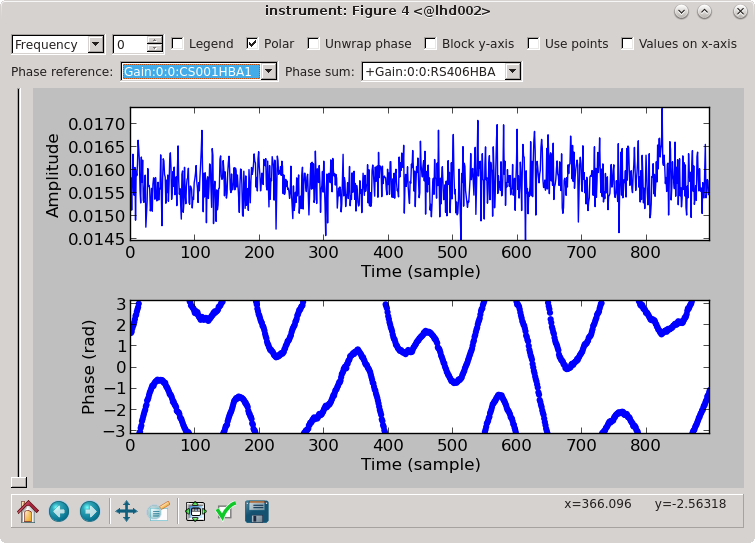 instrument: Figure 4 <@lhd002>
Frequency 0 Legend Polar Unwrap phase Block y-axis Use points Values on x-axis
Phase reference: Gain:0:0:CS001HBA1 Phase sum: +Gain:0:0:RS406HBA
Amplitude
0.0170
0.0165
0.0160
0.0155
0.0150
0.0145
0 100 200 300 400 500 600 700 800
Time (sample)
Phase (rad)
3
2
1
0
−1
−2
−3
0 100 200 300 400 500 600 700 800
Time (sample)
x=366.096 y=-2.56318